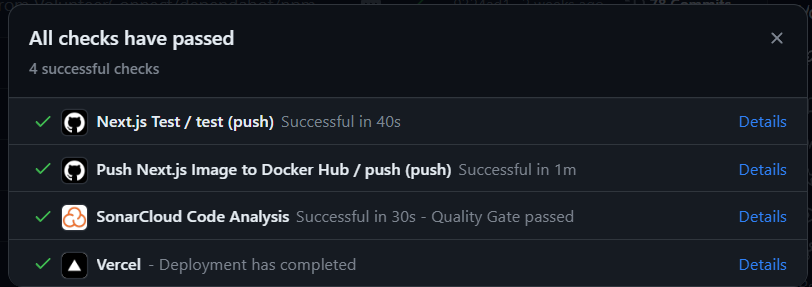 All checks have passed
4 successful checks
Next.js Test / test (push) Successful in 40s Details
Push Next.js Image to Docker Hub / push (push) Successful in 1m Details
SonarCloud Code Analysis Successful in 30s - Quality Gate passed Details
Vercel - Deployment has completed Details